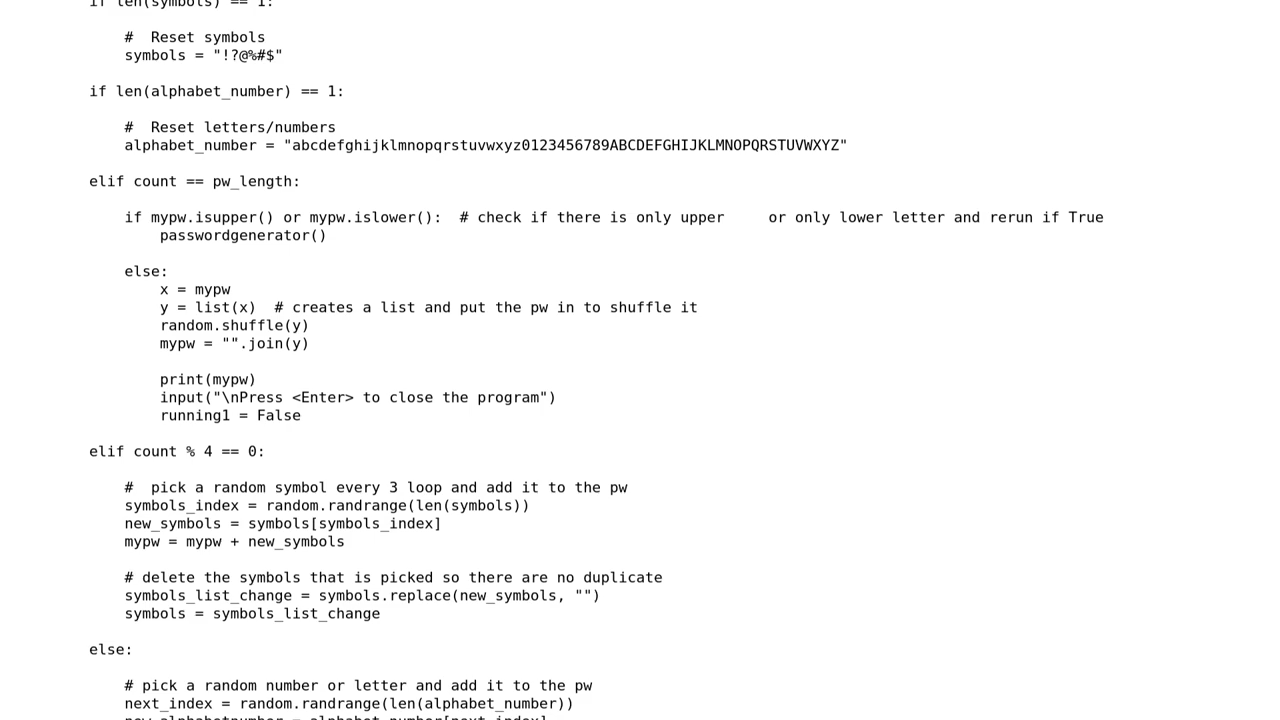 if len(symbols) == 1:
#  Reset symbols
symbols = "!?@%#$"
if len(alphabet_number) == 1:
#  Reset letters/numbers
alphabet_number = "abcdefghijklmnopqrstuvwxyz0123456789ABCDEFGHIJKLMNOPQRSTUVWXYZ"
elif count == pw_length:
if mypw.isupper() or mypw.islower():  # check if there is only upper     or only lower letter and rerun if True
passwordgenerator()
else:
x = mypw
y = list(x)  # creates a list and put the pw in to shuffle it
random.shuffle(y)
mypw = "".join(y)
print(mypw)
input("\nPress <Enter> to close the program")
running1 = False
elif count % 4 == 0:
#  pick a random symbol every 3 loop and add it to the pw
symbols_index = random.randrange(len(symbols))
new_symbols = symbols[symbols_index]
mypw = mypw + new_symbols
# delete the symbols that is picked so there are no duplicate
symbols_list_change = symbols.replace(new_symbols, "")
symbols = symbols_list_change
else:
# pick a random number or letter and add it to the pw
next_index = random.randrange(len(alphabet_number))